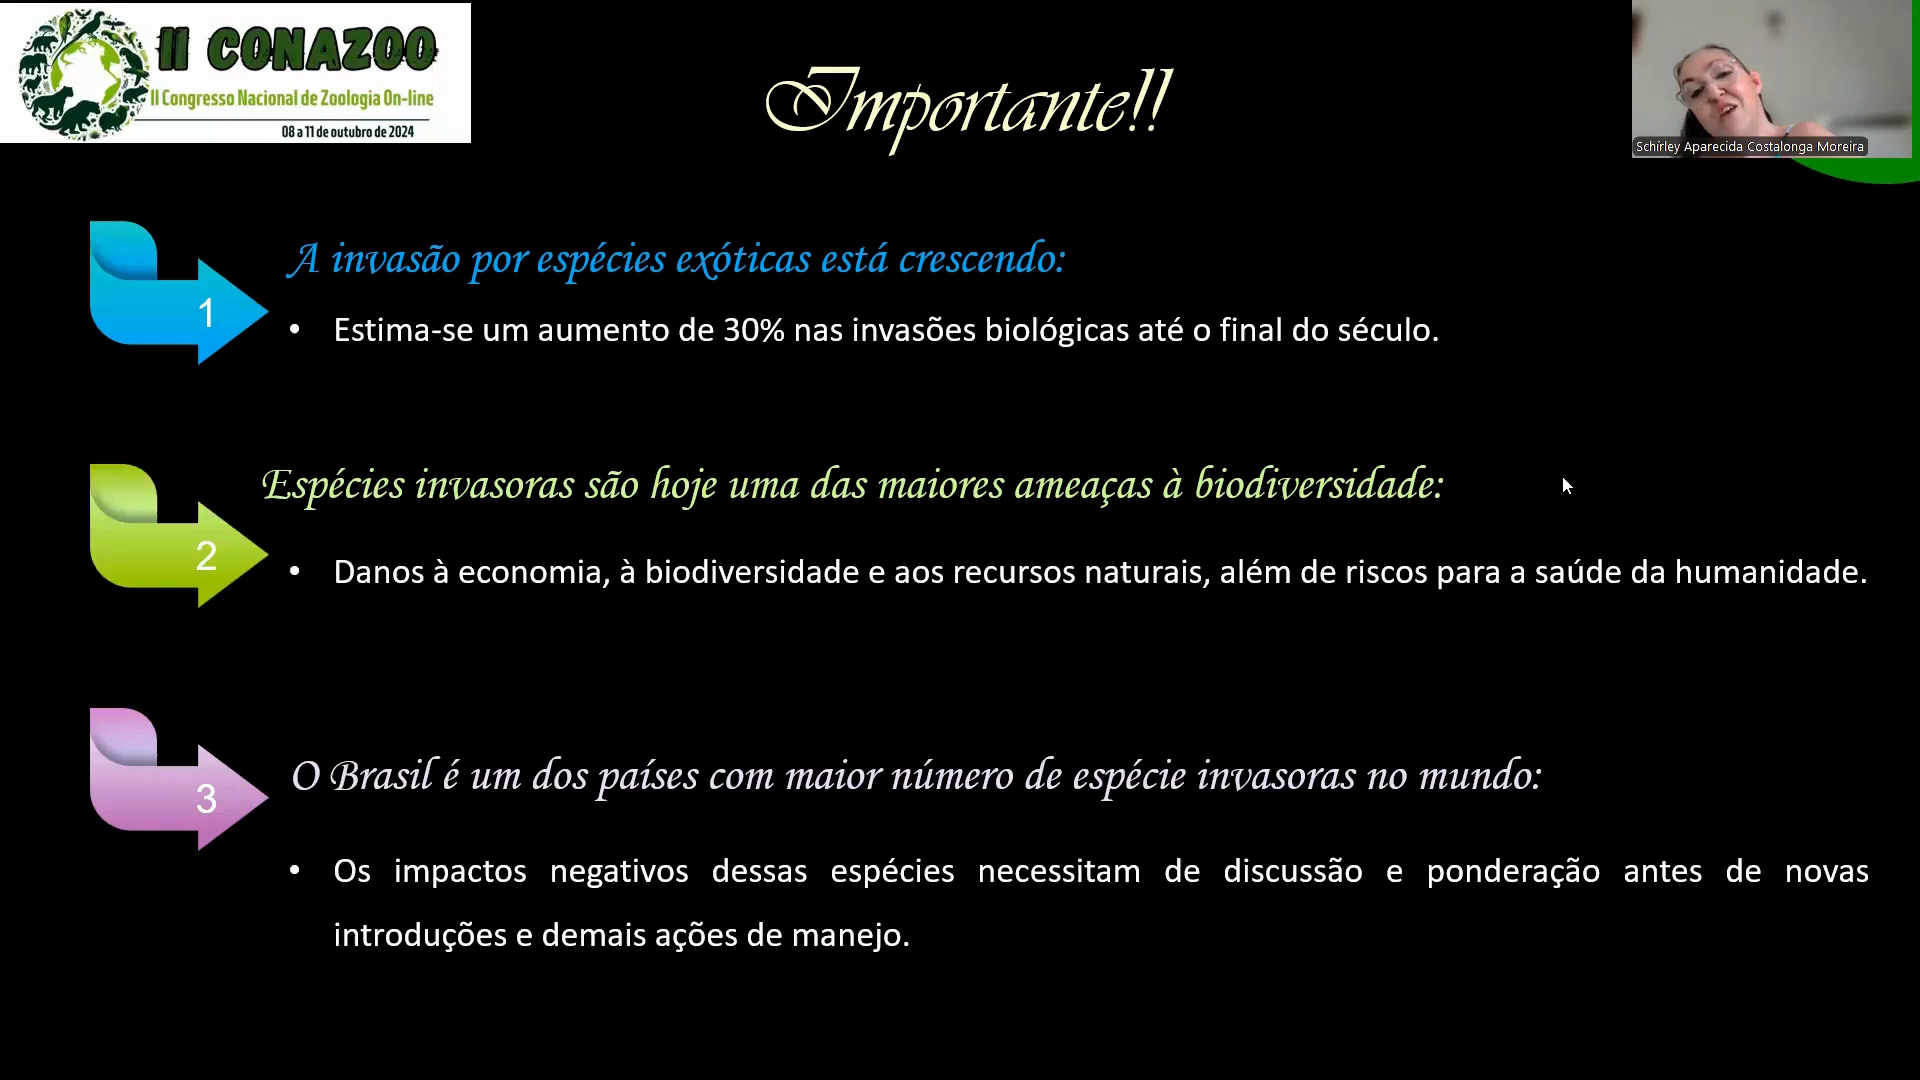 II CONAZOO
II Congresso Nacional de Zoologia On-line
08 a 11 de outubro de 2024
Importante!!
Schírley Aparecida Costalonga Moreira
A invasão por espécies exóticas está crescendo:
1
• Estima-se um aumento de 30% nas invasões biológicas até o final do século.
Espécies invasoras são hoje uma das maiores ameaças à biodiversidade:
2
• Danos à economia, à biodiversidade e aos recursos naturais, além de riscos para a saúde da humanidade.
O Brasil é um dos países com maior número de espécie invasoras no mundo:
3
• Os impactos negativos dessas espécies necessitam de discussão e ponderação antes de novas
introduções e demais ações de manejo.